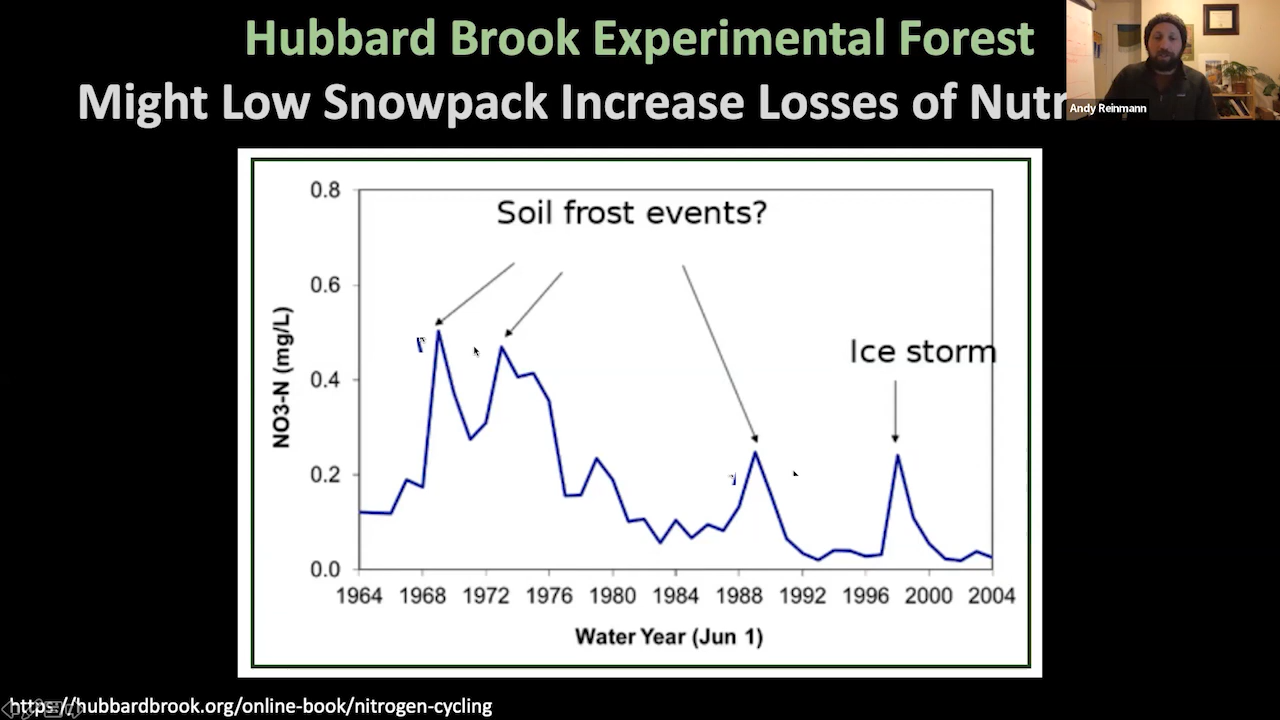 Hubbard Brook Experimental Forest
Might Low Snowpack Increase Losses of Nutr
Andy Reinmann
Soil frost events?
Ice storm
NO3-N (mg/L)
0.8
0.6
0.4
0.2
0.0
1964 1968 1972 1976 1980 1984 1988 1992 1996 2000 2004
Water Year (Jun 1)
https://hubbardbrook.org/online-book/nitrogen-cycling